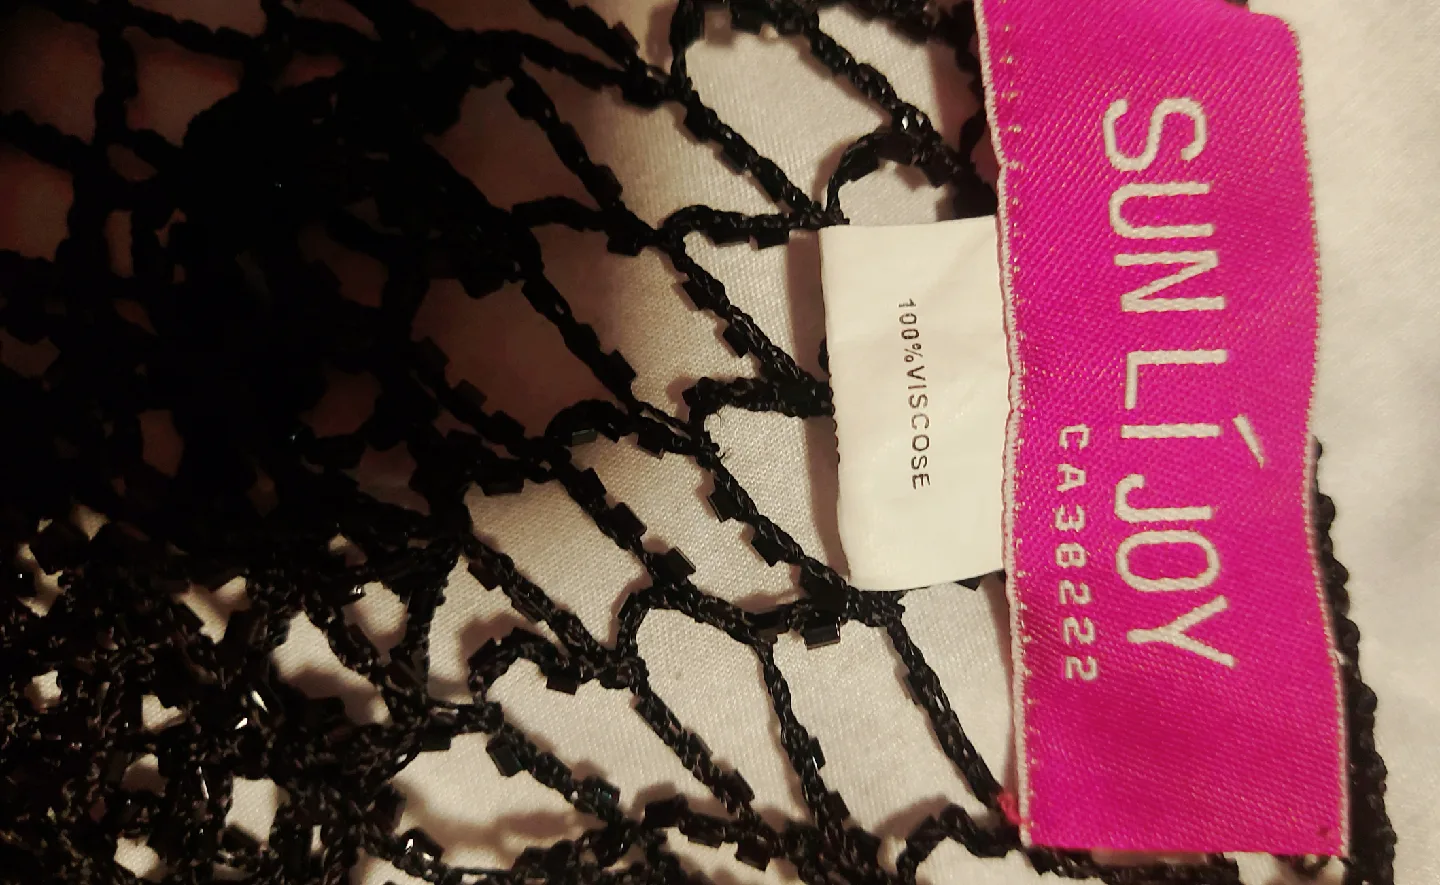 SUN LÍ JOY
CA38222
100%VISCOSE